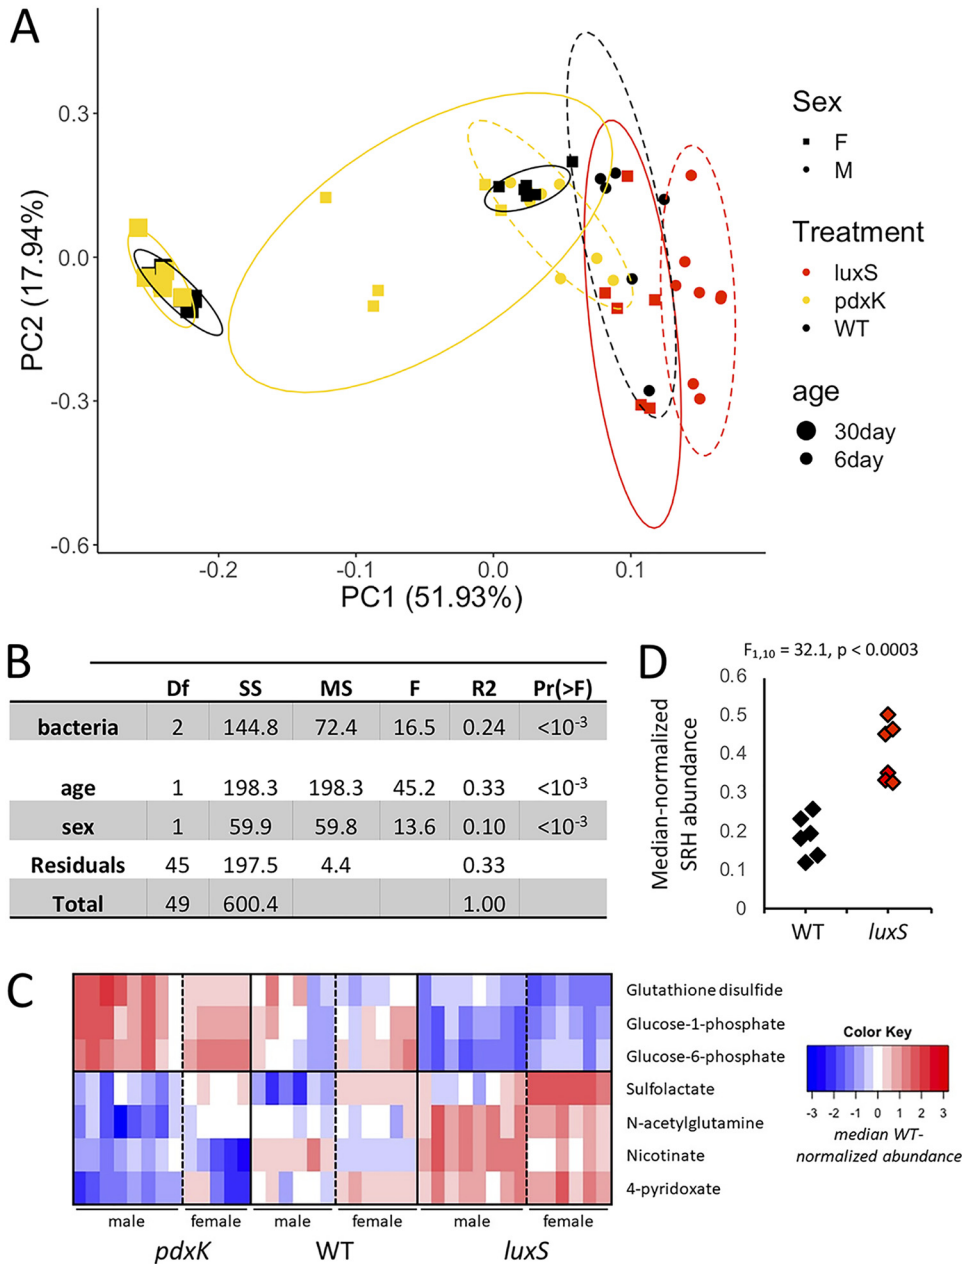 A
0.3
0.0
-0.3
-0.6
PC2 (17.94%)
-0.2
-0.1
0.0
0.1
PC1 (51.93%)
Sex
F
M
Treatment
luxS
pdxK
WT
age
30day
6day
B
Df SS MS F R2 Pr(>F)
bacteria 2 144.8 72.4 16.5 0.24 <10⁻³
age 1 198.3 198.3 45.2 0.33 <10⁻³
sex 1 59.9 59.8 13.6 0.10 <10⁻³
Residuals 45 197.5 4.4 0.33
Total 49 600.4 1.00
D
F₁,₁₀ = 32.1, p < 0.0003
Median-normalized
SRH abundance
0.6
0.5
0.4
0.3
0.2
0.1
0
WT
luxS
C
Glutathione disulfide
Glucose-1-phosphate
Glucose-6-phosphate
Sulfolactate
N-acetylglutamine
Nicotinate
4-pyridoxate
male female male female male female
pdxK WT luxS
Color Key
-3 -2 -1 0 1 2 3
median WT-
normalized abundance